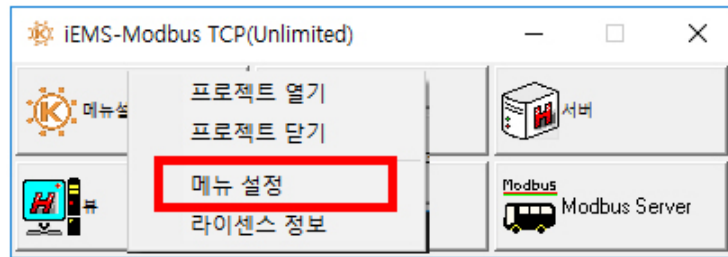 iEMS-Modbus TCP(Unlimited)
메뉴설
프로젝트 열기
프로젝트 닫기
메뉴 설정
라이센스 정보
서버
뷰
Modbus
Modbus Server